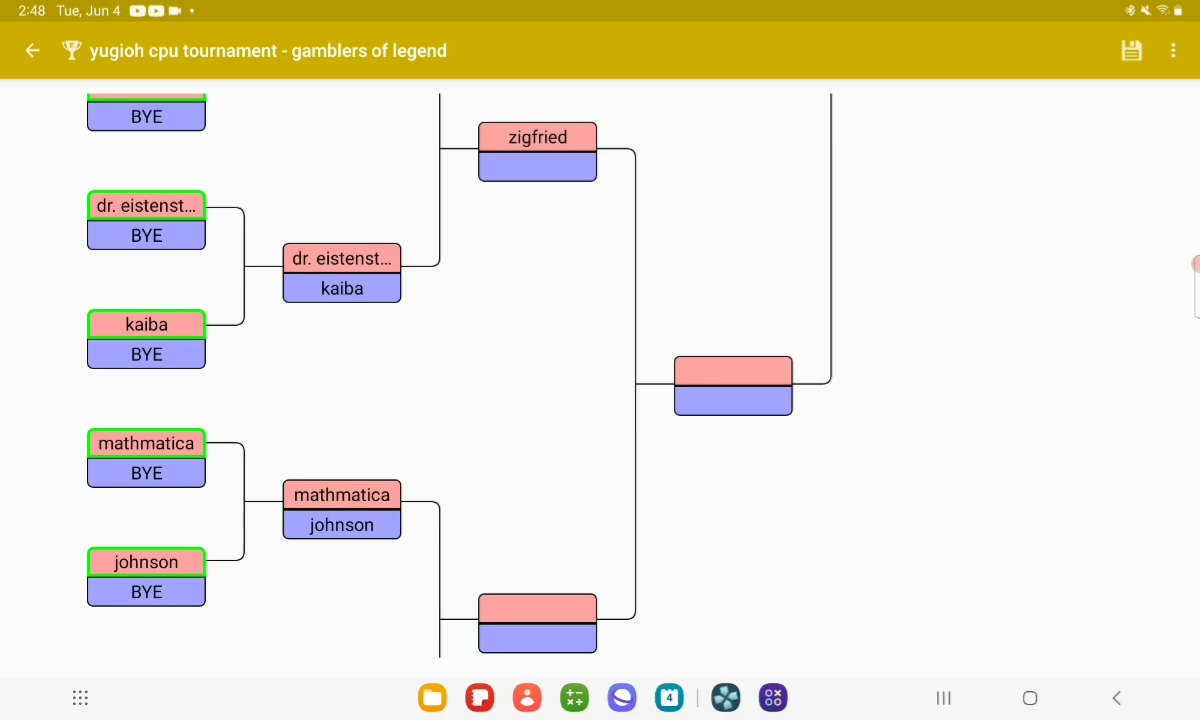 2:48 Tue, Jun 4
yugioh cpu tournament - gamblers of legend
BYE
zigfried
dr. eistenst...
BYE
dr. eistenst...
kaiba
kaiba
BYE
mathmatica
BYE
mathmatica
johnson
johnson
BYE
4